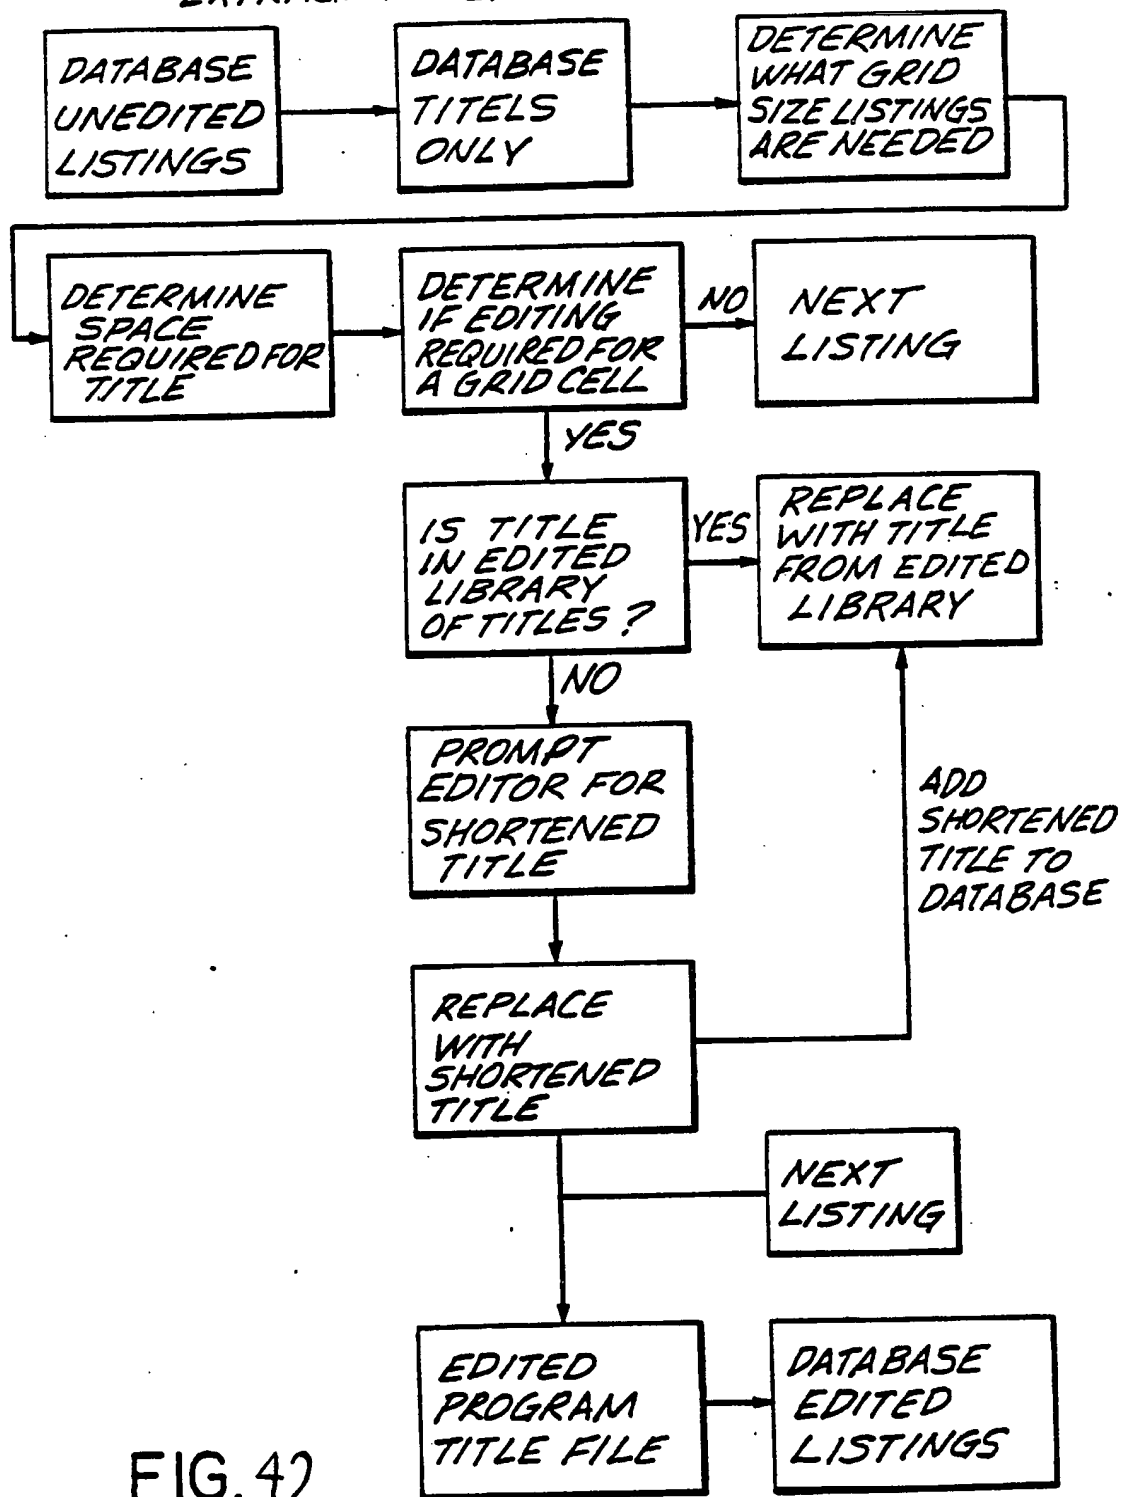 DATABASE
UNEDITED
LISTINGS
DATABASE
TITELS
ONLY
DETERMINE
WHAT GRID
SIZE LISTINGS
ARE NEEDED
DETERMINE
SPACE
REQUIRED FOR
TITLE
DETERMINE
IF EDITING
REQUIRED FOR
A GRID CELL
NO
NEXT
LISTING
YES
IS TITLE
IN EDITED
LIBRARY
OF TITLES?
YES
REPLACE
WITH TITLE
FROM EDITED
LIBRARY
NO
PROMPT
EDITOR FOR
SHORTENED
TITLE
ADD
SHORTENED
TITLE TO
DATABASE
REPLACE
WITH
SHORTENED
TITLE
NEXT
LISTING
EDITED
PROGRAM
TITLE FILE
DATABASE
EDITED
LISTINGS
FIG. 42